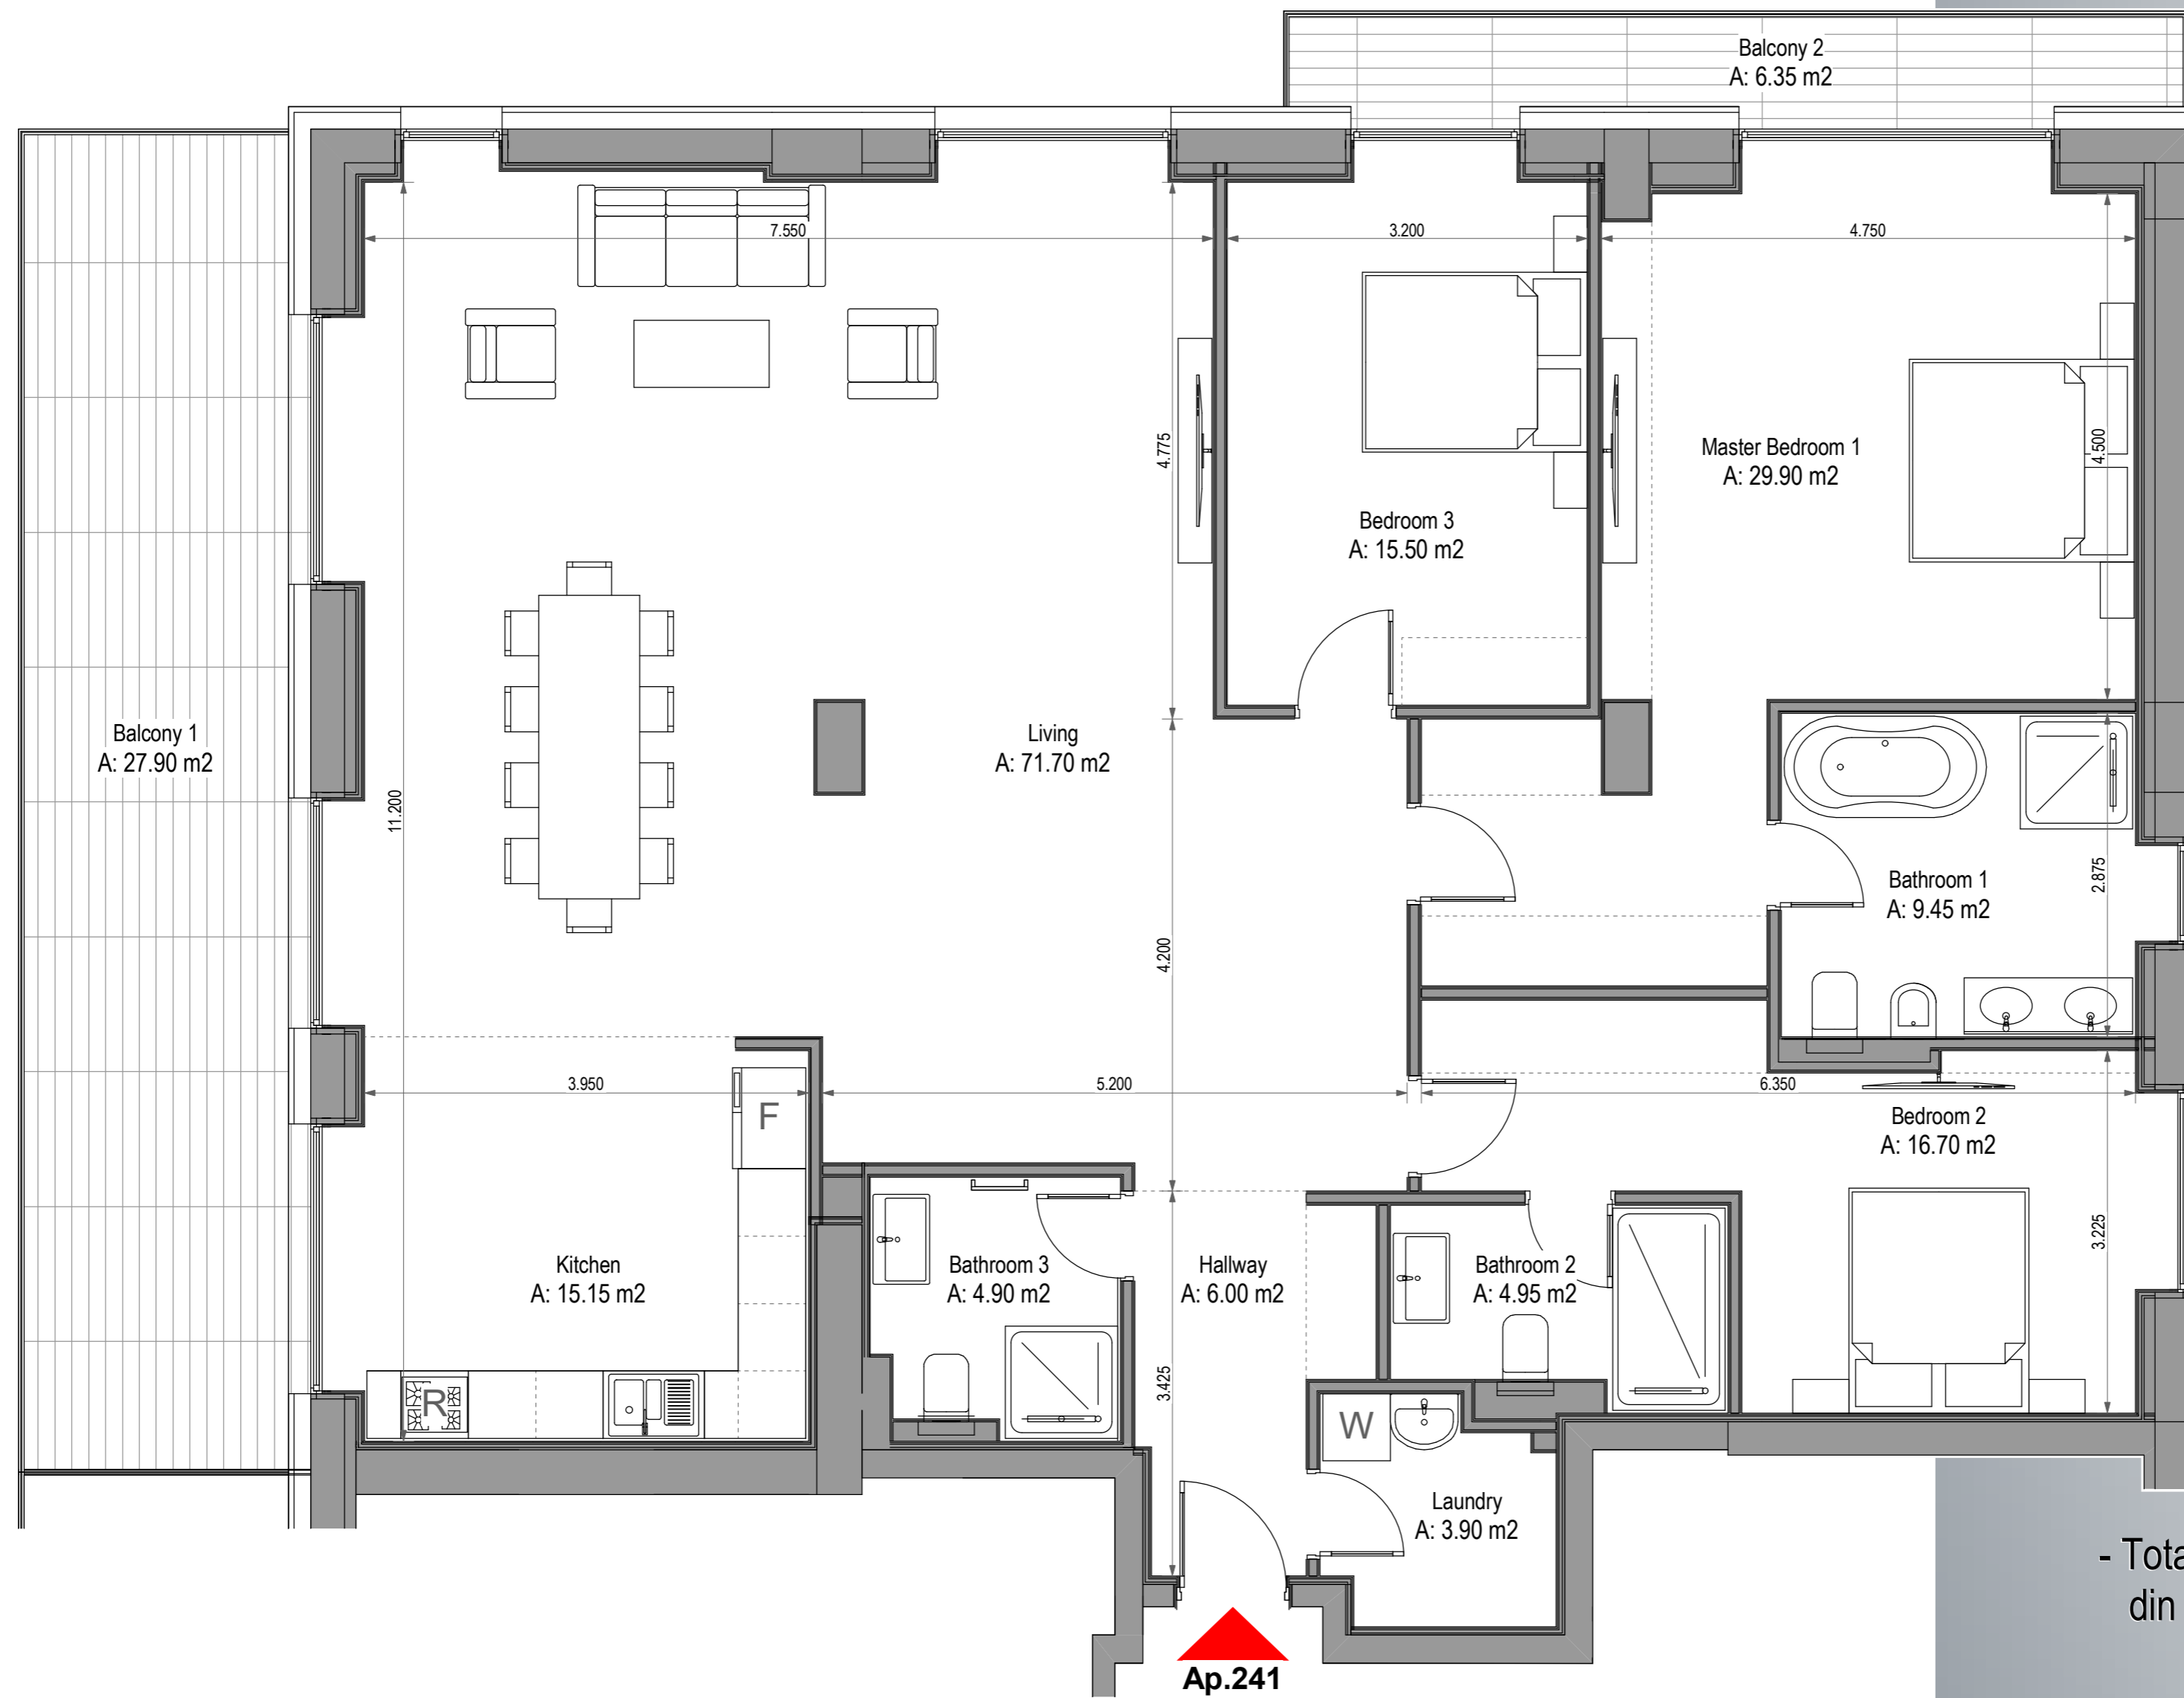 Balcony 2
A: 6.35 m2
7.550
3.200
4.750
4.775
4.500
Master Bedroom 1
A: 29.90 m2
Bedroom 3
A: 15.50 m2
Balcony 1
A: 27.90 m2
Living
A: 71.70 m2
11.200
2.875
Bathroom 1
A: 9.45 m2
4.200
3.950
5.200
6.350
F
Bedroom 2
A: 16.70 m2
3.225
Kitchen
A: 15.15 m2
Bathroom 3
A: 4.90 m2
Hallway
A: 6.00 m2
Bathroom 2
A: 4.95 m2
3.425
R
W
Laundry
A: 3.90 m2
- Tota
din
Ap.241